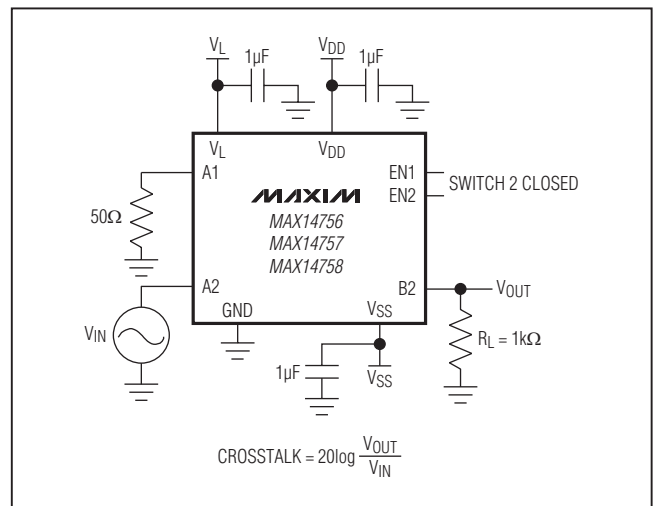 VL
1µF
VDD
1µF
VL
VDD
A1
EN1
EN2
SWITCH 2 CLOSED
MAXIM
50Ω
MAX14756
MAX14757
MAX14758
A2
B2
VOUT
GND
VSS
VIN
RL = 1kΩ
1µF
VSS
CROSSTALK = 20log VOUT
VIN